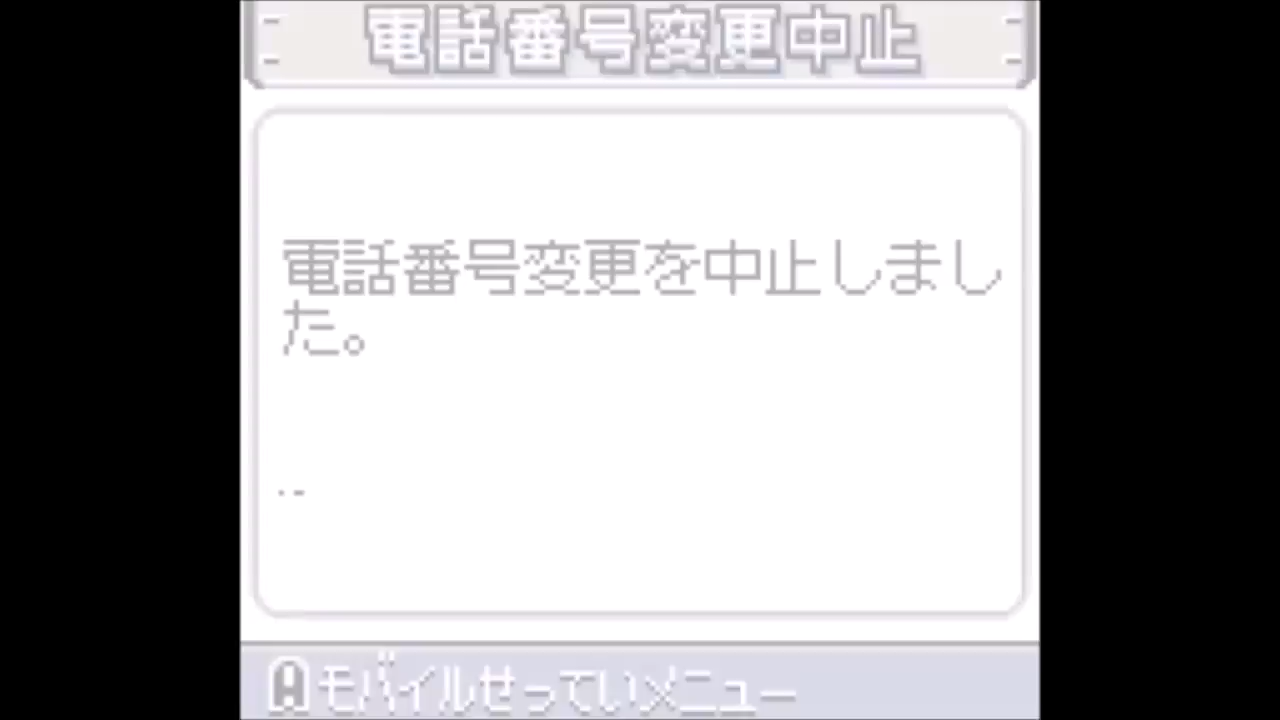 電話番号変更中止
電話番号変更を中止しまし
た。
Aモバイルせっていメニュー